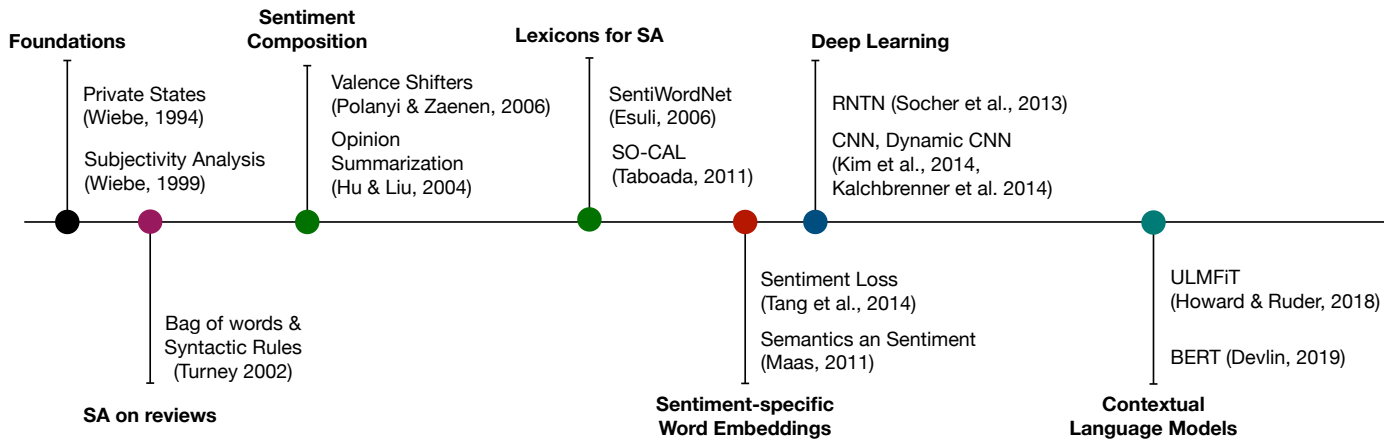 Foundations
Private States
(Wiebe, 1994)
Subjectivity Analysis
(Wiebe, 1999)
Bag of words &
Syntactic Rules
(Turney 2002)
SA on reviews
Sentiment
Composition
Valence Shifters
(Polanyi & Zaenen, 2006)
Opinion
Summarization
(Hu & Liu, 2004)
Lexicons for SA
SentiWordNet
(Esuli, 2006)
SO-CAL
(Taboada, 2011)
Sentiment Loss
(Tang et al., 2014)
Semantics an Sentiment
(Maas, 2011)
Sentiment-specific
Word Embeddings
Deep Learning
RNTN (Socher et al., 2013)
CNN, Dynamic CNN
(Kim et al., 2014,
Kalchbrenner et al. 2014)
ULMFiT
(Howard & Ruder, 2018)
BERT (Devlin, 2019)
Contextual
Language Models